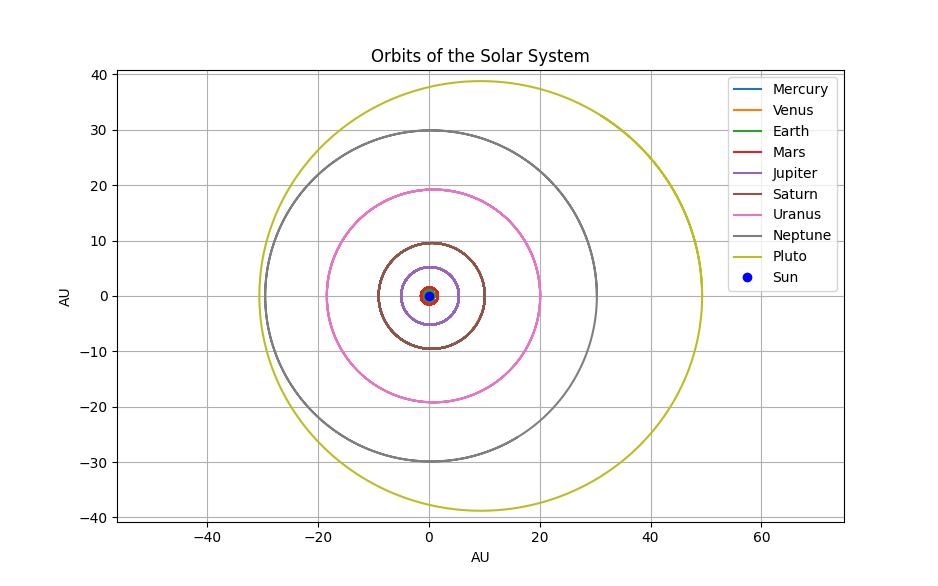 Orbits of the Solar System
40
30
20
10
0
−10
−20
−30
−40
AU
−40 −20 0 20 40 60
AU
Mercury
Venus
Earth
Mars
Jupiter
Saturn
Uranus
Neptune
Pluto
Sun